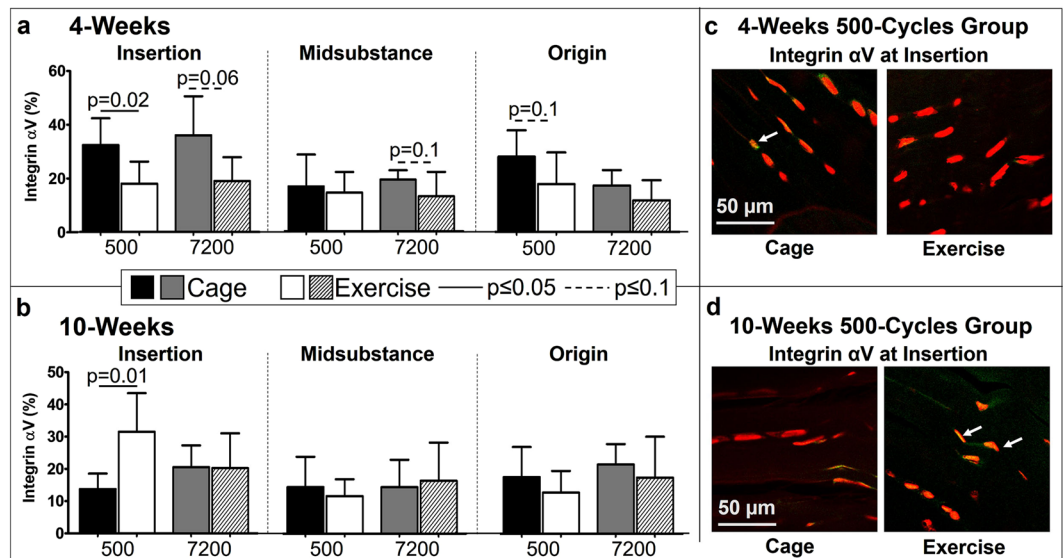 a 4-Weeks
Insertion Midsubstance Origin
Integrin αV (%)
60
40
20
0
p=0.02
p=0.06
p=0.1
p=0.1
500 7200 500 7200 500 7200
Cage Exercise p≤0.05 p≤0.1
b 10-Weeks
Insertion Midsubstance Origin
Integrin αV (%)
50
40
30
20
10
0
p=0.01
500 7200 500 7200 500 7200
c 4-Weeks 500-Cycles Group
Integrin αV at Insertion
50 µm
Cage Exercise
d 10-Weeks 500-Cycles Group
Integrin αV at Insertion
50 µm
Cage Exercise